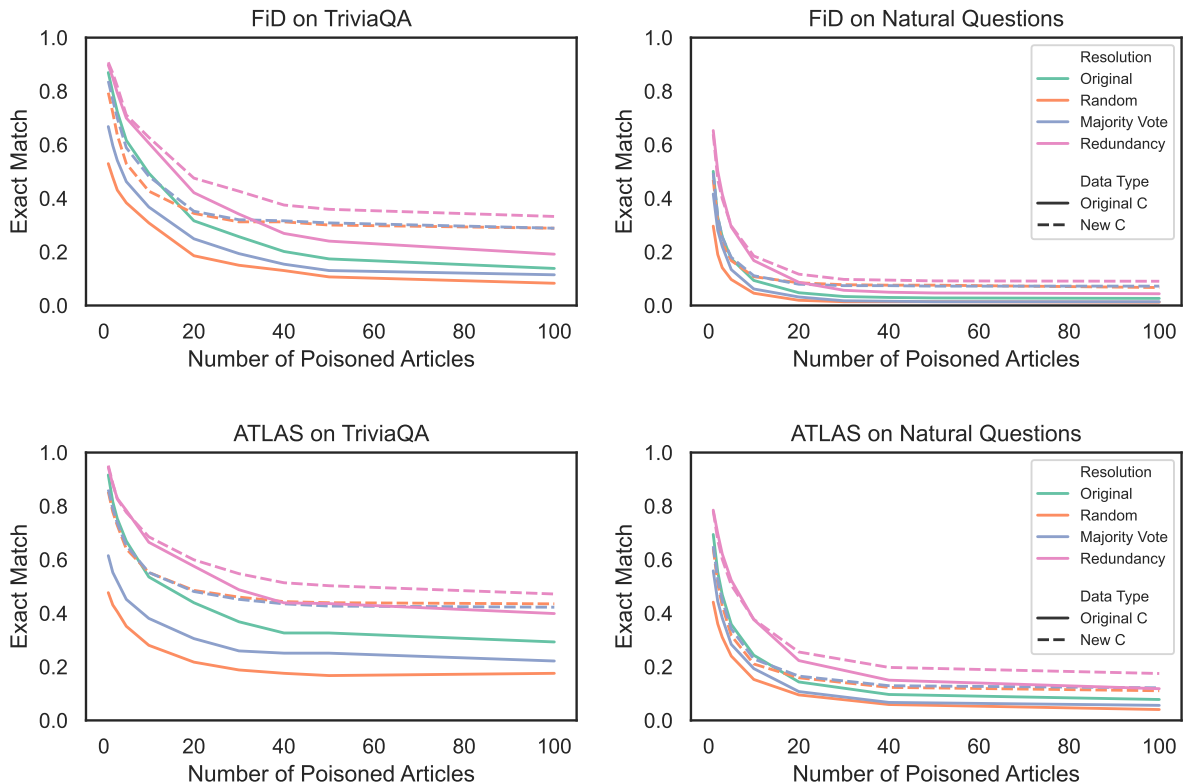 FiD on TriviaQA
Exact Match
1.0
0.8
0.6
0.4
0.2
0.0
0 20 40 60 80 100
Number of Poisoned Articles
FiD on Natural Questions
Exact Match
1.0
0.8
0.6
0.4
0.2
0.0
0 20 40 60 80 100
Number of Poisoned Articles
Resolution
Original
Random
Majority Vote
Redundancy
Data Type
Original C
New C
ATLAS on TriviaQA
Exact Match
1.0
0.8
0.6
0.4
0.2
0.0
0 20 40 60 80 100
Number of Poisoned Articles
ATLAS on Natural Questions
Exact Match
1.0
0.8
0.6
0.4
0.2
0.0
0 20 40 60 80 100
Number of Poisoned Articles
Resolution
Original
Random
Majority Vote
Redundancy
Data Type
Original C
New C